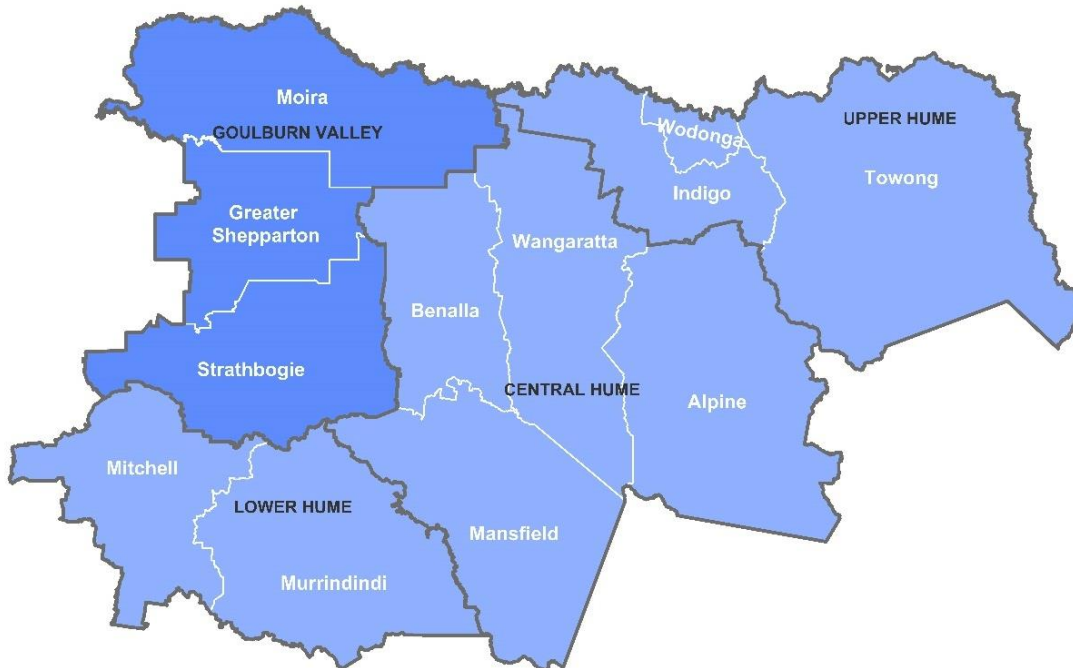 Moira
GOULBURN VALLEY
UPPER HUME
Wodonga
Towong
Indigo
Greater
Shepparton
Wangaratta
Benalla
Strathbogie
CENTRAL HUME
Alpine
Mitchell
LOWER HUME
Mansfield
Murrindindi